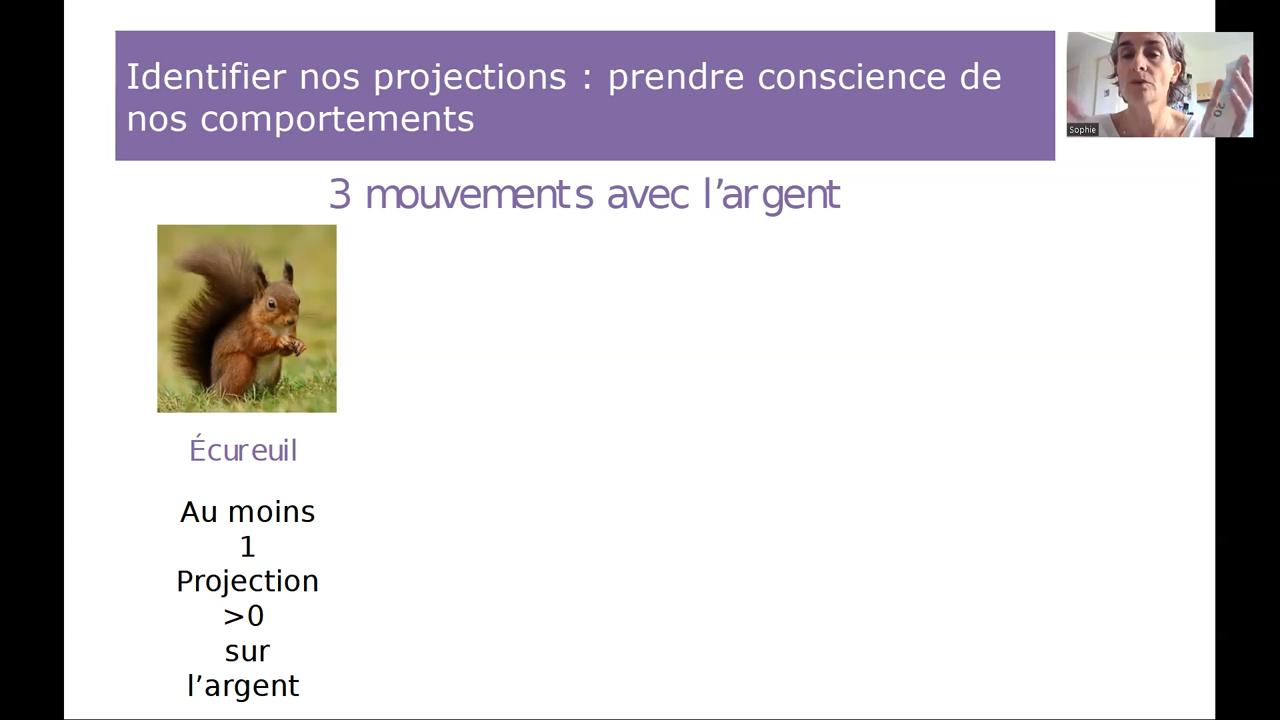 Identifier nos projections : prendre conscience de
nos comportements
Sophie
20
3 mouvements avec l’argent
Écureuil
Au moins
1
Projection
>0
sur
l’argent